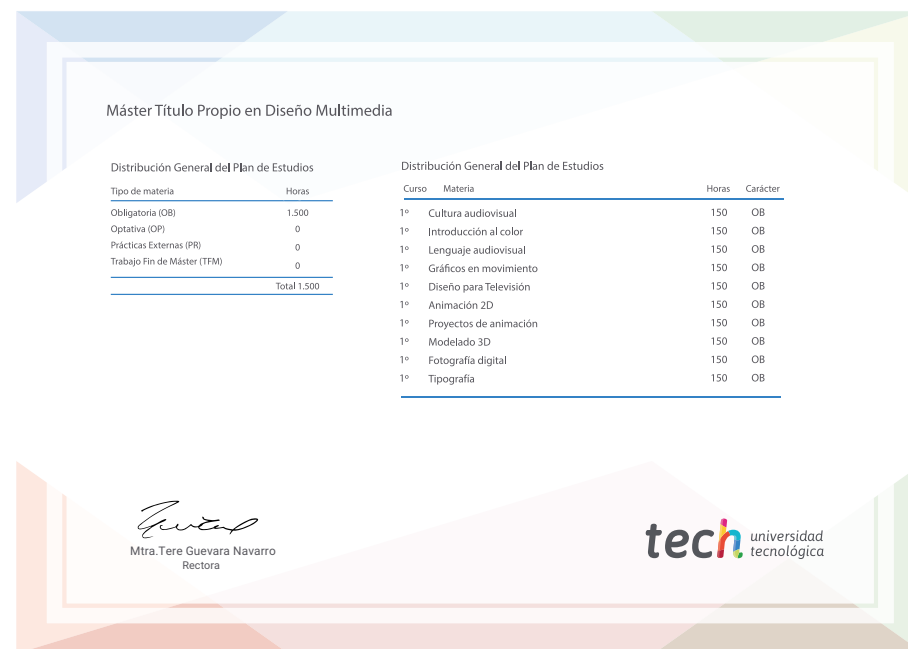 Máster Título Propio en Diseño Multimedia
Distribución General del Plan de Estudios
Tipo de materia Horas
Obligatoria (OB) 1.500
Optativa (OP) 0
Prácticas Externas (PR) 0
Trabajo Fin de Máster (TFM) 0
Total 1.500
Distribución General del Plan de Estudios
Curso Materia Horas Carácter
1º Cultura audiovisual 150 OB
1º Introducción al color 150 OB
1º Lenguaje audiovisual 150 OB
1º Gráficos en movimiento 150 OB
1º Diseño para Televisión 150 OB
1º Animación 2D 150 OB
1º Proyectos de animación 150 OB
1º Modelado 3D 150 OB
1º Fotografía digital 150 OB
1º Tipografía 150 OB
Mtra.Tere Guevara Navarro
Rectora
tech universidad
tecnológica